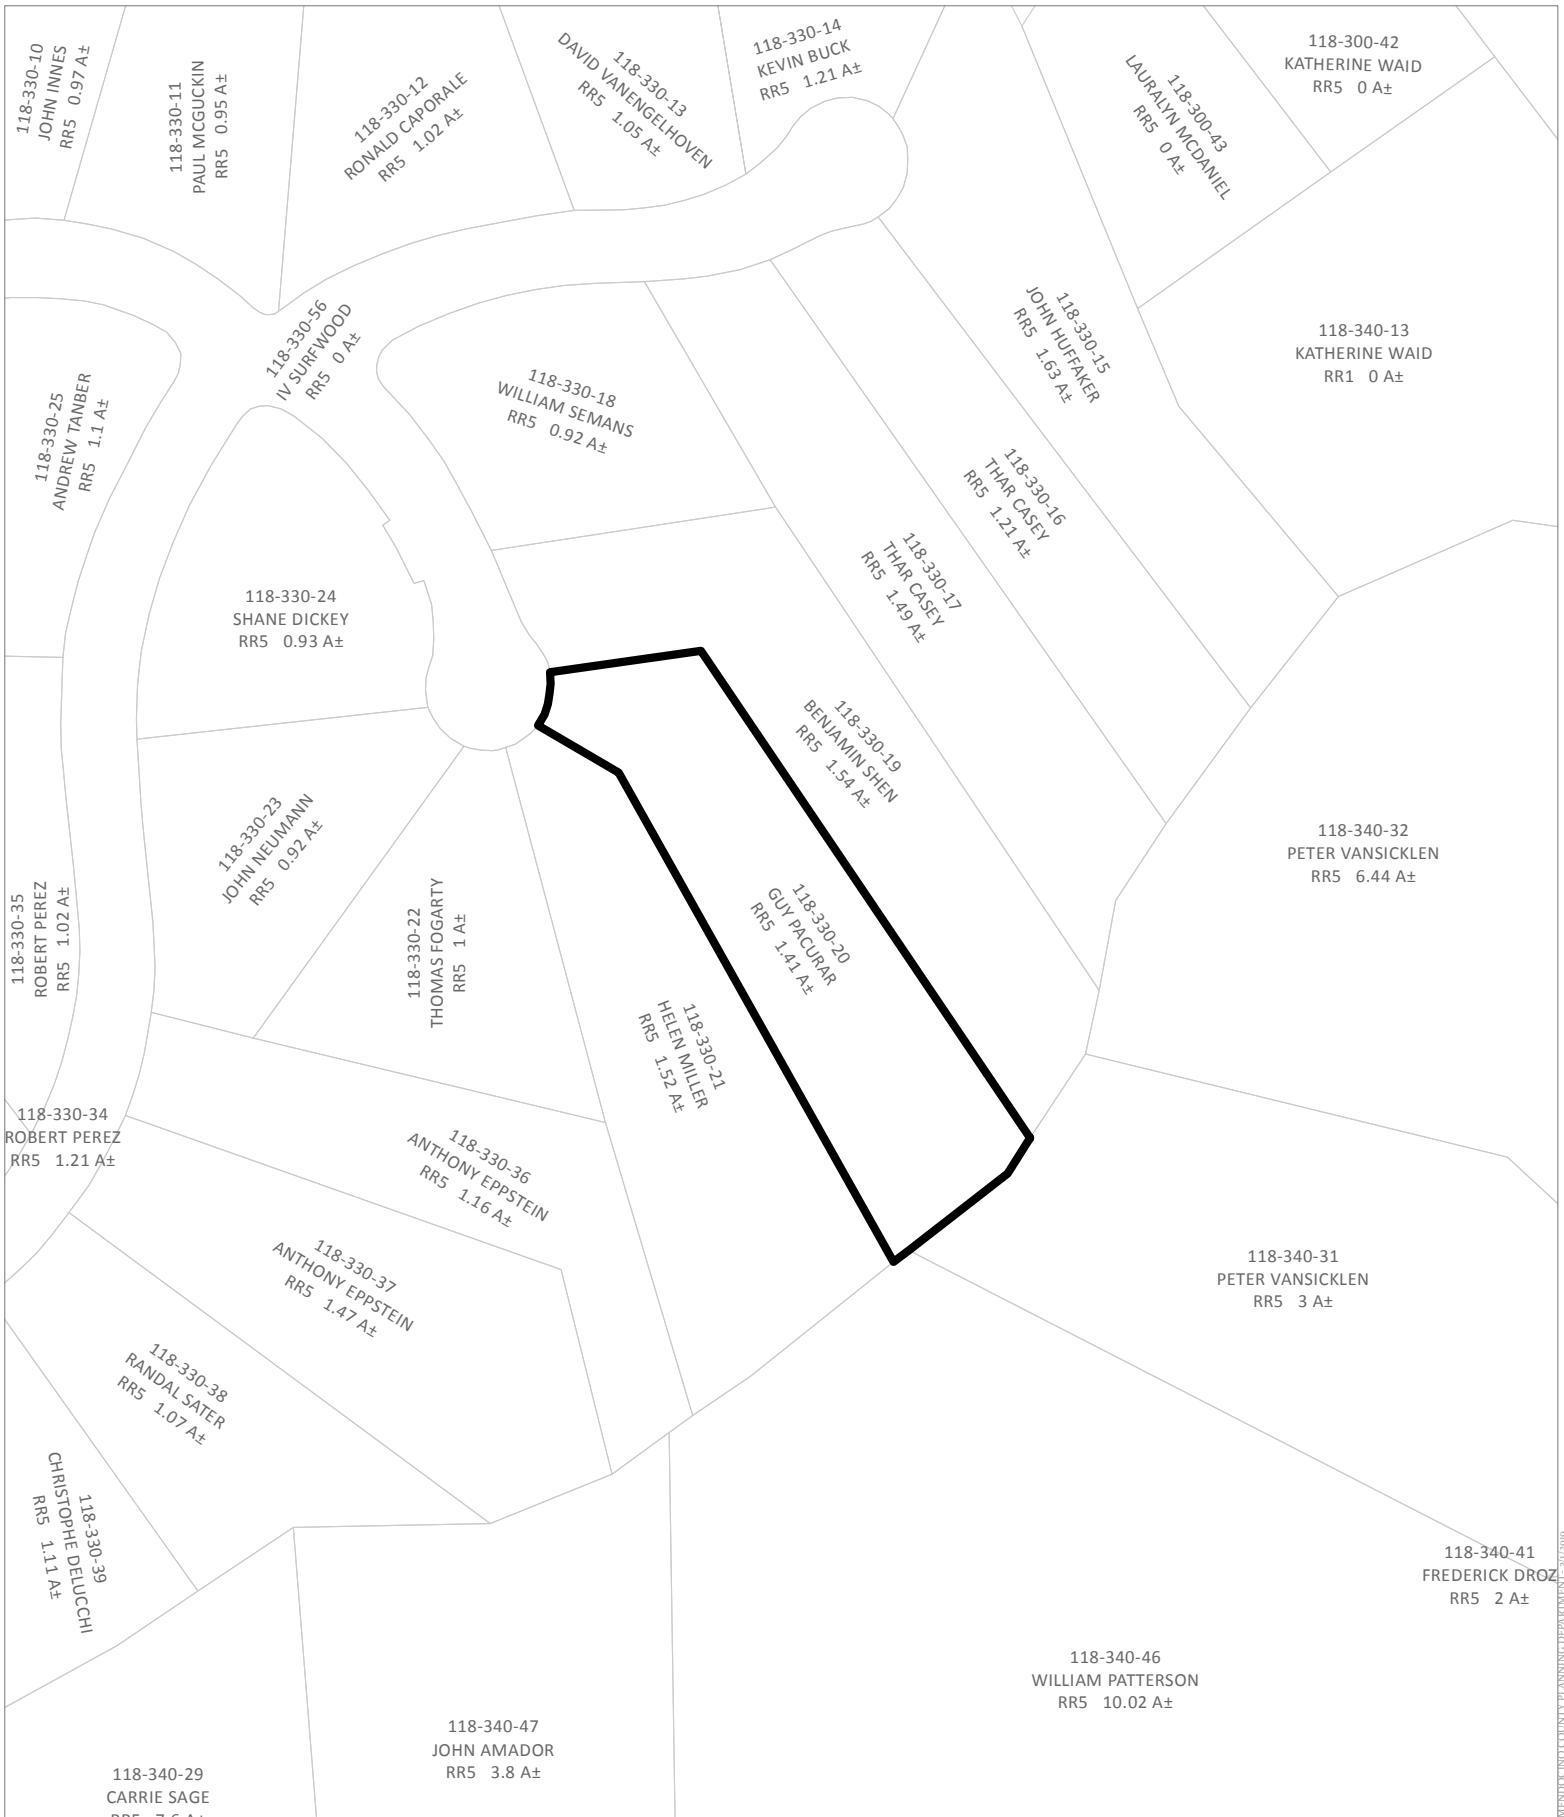 118-330-10
JOHN INNES
RR5 0.97 A±
118-330-11
PAUL MCGUCKIN
RR5 0.95 A±
118-330-12
RONALD CAPORALE
RR5 1.02 A±
118-330-13
DAVID VANENGELHOVEN
RR5 1.05 A±
118-330-14
KEVIN BUCK
RR5 1.21 A±
118-300-43
LAURALYN MCDANIEL
RR5 0 A±
118-300-42
KATHERINE WAID
RR5 0 A±
118-330-56
IV SURFWOOD
RR5 0 A±
118-330-15
JOHN HUFFAKER
RR5 1.63 A±
118-340-13
KATHERINE WAID
RR1 0 A±
118-330-25
ANDREW TANBER
RR5 1.1 A±
118-330-18
WILLIAM SEMANS
RR5 0.92 A±
118-330-16
THAR CASEY
RR5 1.21 A±
118-330-17
THAR CASEY
RR5 1.49 A±
118-330-24
SHANE DICKEY
RR5 0.93 A±
118-330-19
BENJAMIN SHEN
RR5 1.54 A±
118-330-23
JOHN NEUMANN
RR5 0.92 A±
118-340-32
PETER VANSICKLEN
RR5 6.44 A±
118-330-35
ROBERT PEREZ
RR5 1.02 A±
118-330-22
THOMAS FOGARTY
RR5 1 A±
118-330-20
GUY PACURAR
RR5 1.41 A±
118-330-21
HELEN MILLER
RR5 1.52 A±
118-330-34
ROBERT PEREZ
RR5 1.21 A±
118-330-36
ANTHONY EPPSTEIN
RR5 1.16 A±
118-330-37
ANTHONY EPPSTEIN
RR5 1.47 A±
118-340-31
PETER VANSICKLEN
RR5 3 A±
118-330-38
RANDAL SATER
RR5 1.07 A±
118-330-39
CHRISTOPHE DELUCCHI
RR5 1.11 A±
118-340-41
FREDERICK DROZ
RR5 2 A±
118-340-46
WILLIAM PATTERSON
RR5 10.02 A±
118-340-47
JOHN AMADOR
RR5 3.8 A±
118-340-29
CARRIE SAGE
RR5 7.6 A±
MENDOCINO COUNTY PLANNING DEPARTMENT- 2/1/2019